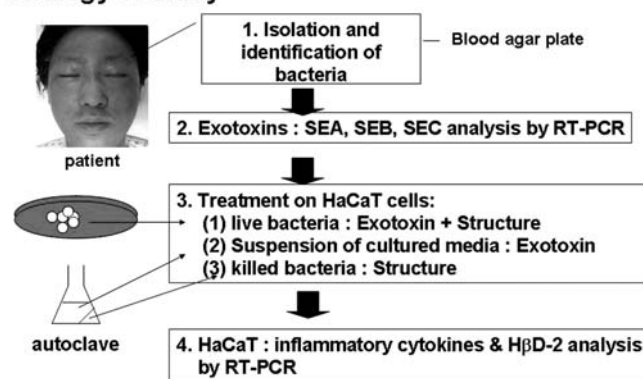 1. Isolation and
identification of
bacteria
Blood agar plate
patient
2. Exotoxins : SEA, SEB, SEC analysis by RT-PCR
3. Treatment on HaCaT cells:
(1) live bacteria : Exotoxin + Structure
(2) Suspension of cultured media : Exotoxin
(3) killed bacteria : Structure
autoclave
4. HaCaT : inflammatory cytokines & HβD-2 analysis
by RT-PCR